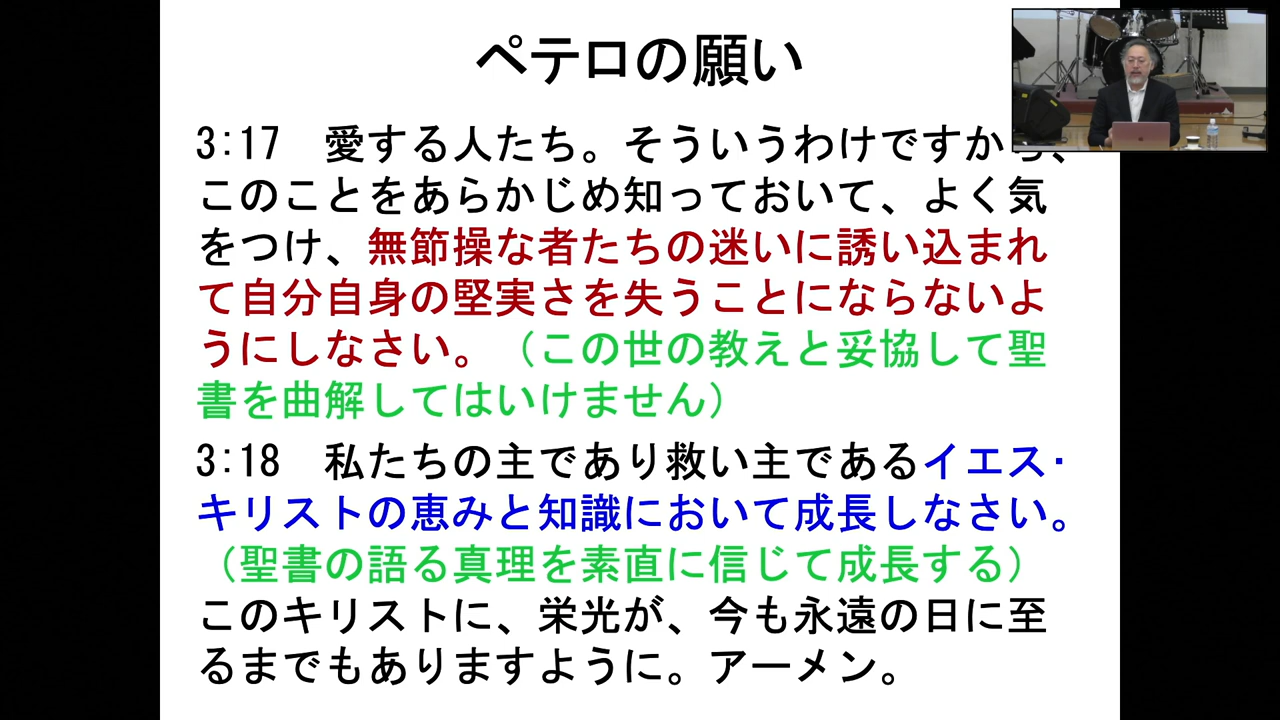 ペテロの願い
3:17　愛する人たち。そういうわけですから、
このことをあらかじめ知っておいて、よく気
をつけ、無節操な者たちの迷いに誘い込まれ
て自分自身の堅実さを失うことにならないよ
うにしなさい。（この世の教えと妥協して聖
書を曲解してはいけません）
3:18　私たちの主であり救い主であるイエス・
キリストの恵みと知識において成長しなさい。
（聖書の語る真理を素直に信じて成長する）
このキリストに、栄光が、今も永遠の日に至
るまでもありますように。アーメン。